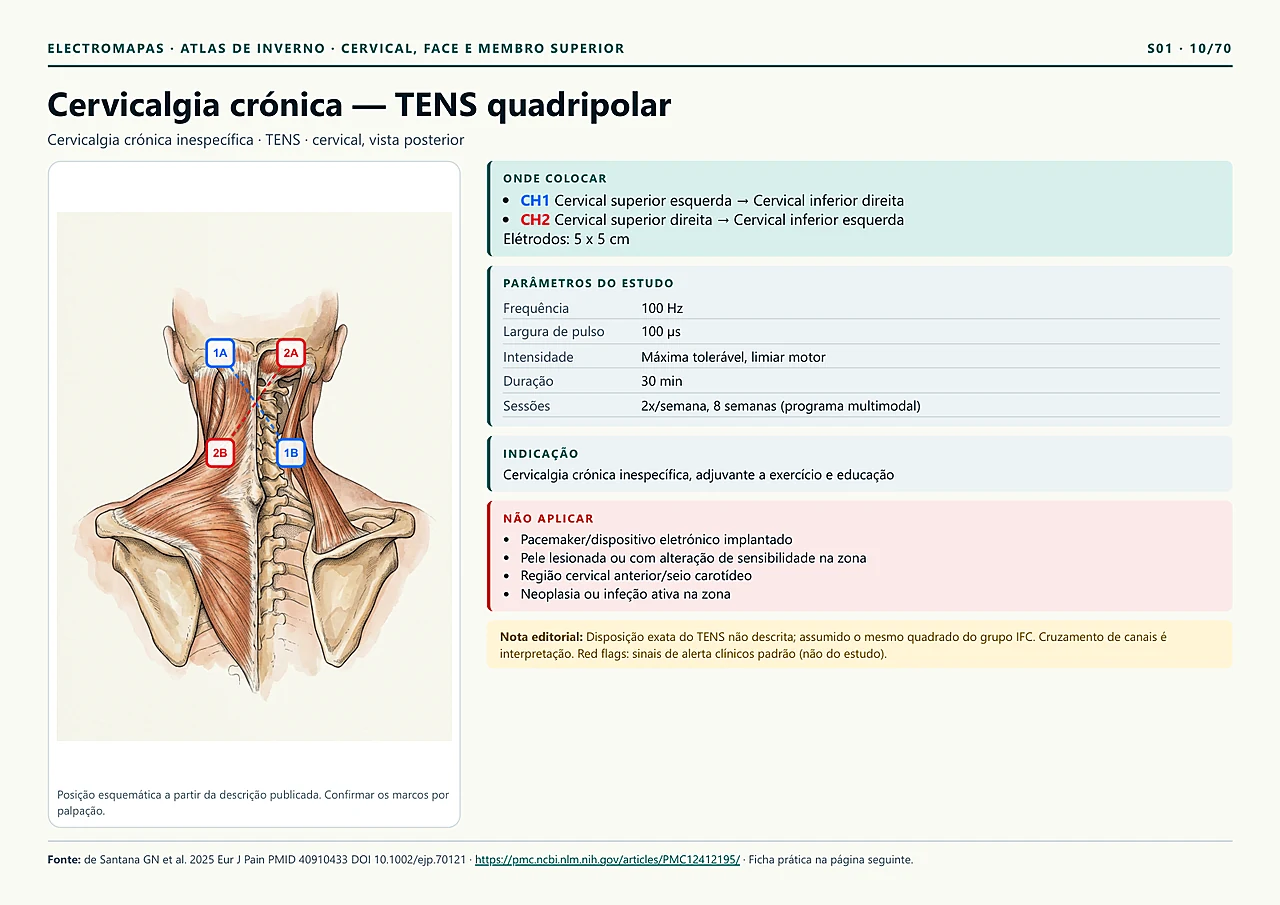 ELECTROMAPAS · ATLAS DE INVERNO · CERVICAL, FACE E MEMBRO SUPERIOR
S01 · 10/70
Cervicalgia crónica — TENS quadripolar
Cervicalgia crónica inespecífica · TENS · cervical, vista posterior
1A
2A
2B
1B
Posição esquemática a partir da descrição publicada. Confirmar os marcos por
palpação.
ONDE COLOCAR
• CH1 Cervical superior esquerda → Cervical inferior direita
• CH2 Cervical superior direita → Cervical inferior esquerda
Elétrodos: 5 x 5 cm
PARÂMETROS DO ESTUDO
Frequência 100 Hz
Largura de pulso 100 µs
Intensidade Máxima tolerável, limiar motor
Duração 30 min
Sessões 2x/semana, 8 semanas (programa multimodal)
INDICAÇÃO
Cervicalgia crónica inespecífica, adjuvante a exercício e educação
NÃO APLICAR
• Pacemaker/dispositivo eletrónico implantado
• Pele lesionada ou com alteração de sensibilidade na zona
• Região cervical anterior/seio carotídeo
• Neoplasia ou infeção ativa na zona
Nota editorial: Disposição exata do TENS não descrita; assumido o mesmo quadrado do grupo IFC. Cruzamento de canais é
interpretação. Red flags: sinais de alerta clínicos padrão (não do estudo).
Fonte: de Santana GN et al. 2025 Eur J Pain PMID 40910433 DOI 10.1002/ejp.70121 · https://pmc.ncbi.nlm.nih.gov/articles/PMC12412195/ · Ficha prática na página seguinte.